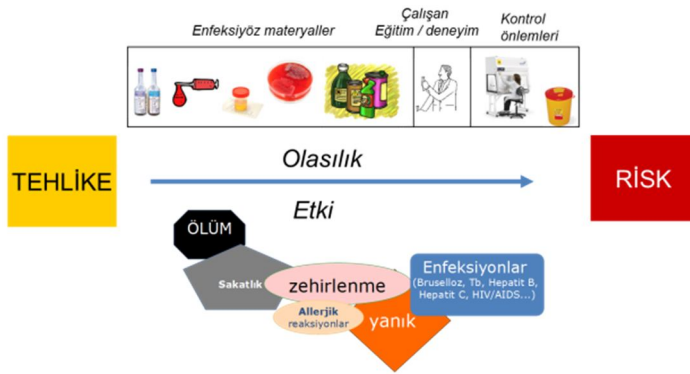 Enfeksiyöz materyaller
Çalışan
Eğitim / deneyim
Kontrol
önlemleri
TEHLİKE
Olasılık
RİSK
Etki
ÖLÜM
Sakatlık
zehirlenme
Enfeksiyonlar
(Bruselloz, Tb, Hepatit B,
Hepatit C, HIV/AIDS...)
Allerjik
reaksiyonlar
yanık